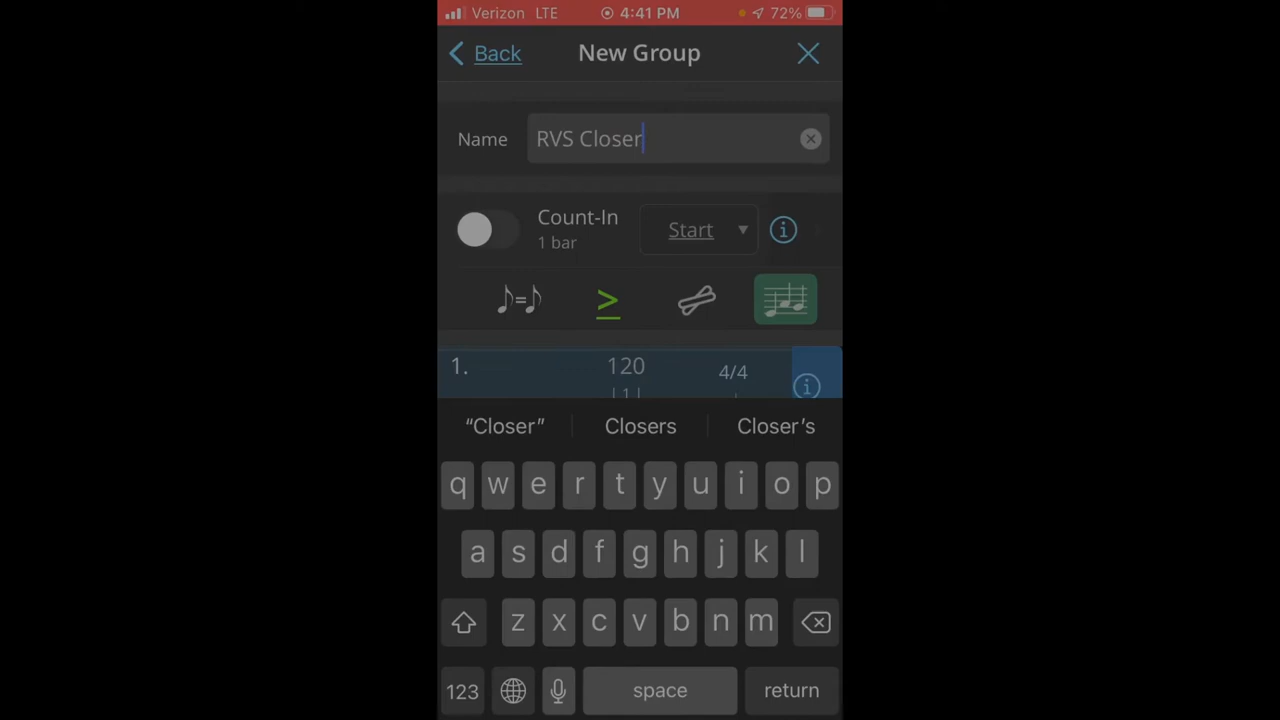 Verizon LTE 4:41 PM 72%
Back New Group
Name RVS Closer
Count-In Start
1 bar
1. 120 4/4
| 1 |
“Closer” Closers Closer’s
q w e r t y u i o p
a s d f g h j k l
z x c v b n m
123 space return